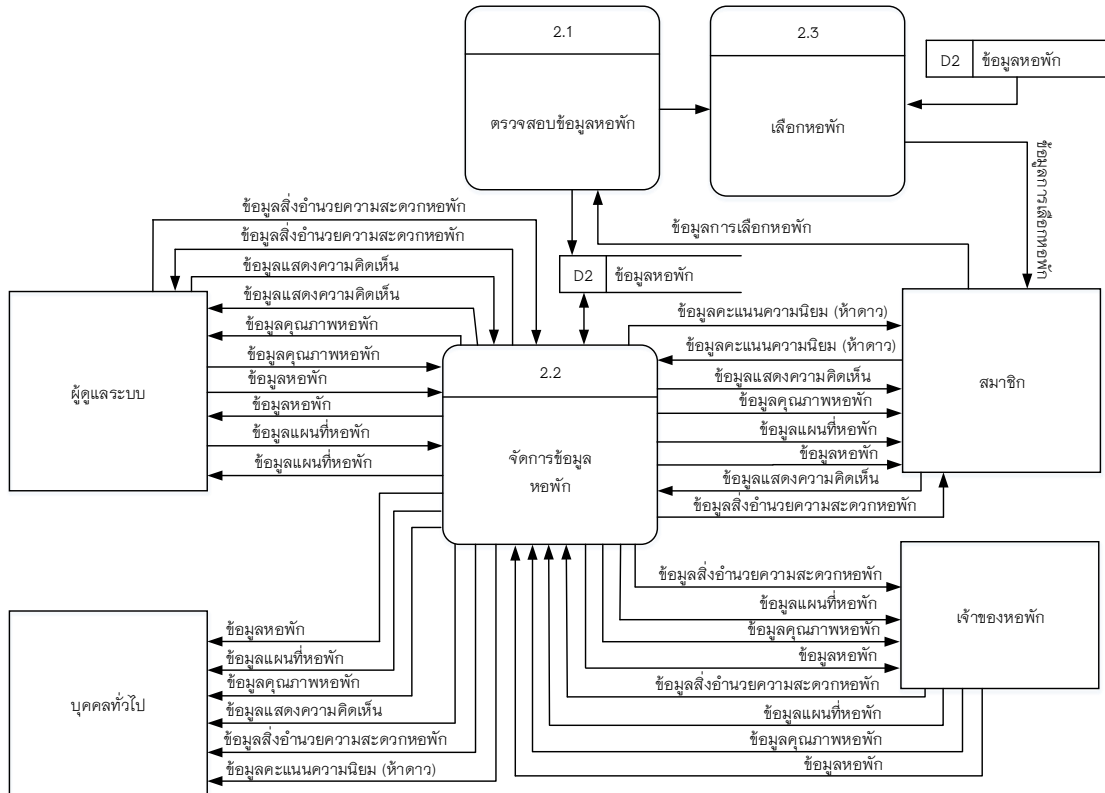 2.1
2.3
D2 ข้อมูลหอพัก
ตรวจสอบข้อมูลหอพัก
เลือกหอพัก
ข้อมูลการเลือกหอพัก
ข้อมูลสิ่งอำนวยความสะดวกหอพัก
ข้อมูลสิ่งอำนวยความสะดวกหอพัก
ข้อมูลแสดงความคิดเห็น
ข้อมูลแสดงความคิดเห็น
ข้อมูลคุณภาพหอพัก
ข้อมูลคุณภาพหอพัก
ข้อมูลหอพัก
ข้อมูลหอพัก
ข้อมูลแผนที่หอพัก
ข้อมูลแผนที่หอพัก
ผู้ดูแลระบบ
ข้อมูลการเลือกหอพัก
D2 ข้อมูลหอพัก
2.2
จัดการข้อมูล
หอพัก
ข้อมูลคะแนนความนิยม (ห้าดาว)
ข้อมูลคะแนนความนิยม (ห้าดาว)
ข้อมูลแสดงความคิดเห็น
ข้อมูลคุณภาพหอพัก
ข้อมูลแผนที่หอพัก
ข้อมูลหอพัก
ข้อมูลแสดงความคิดเห็น
ข้อมูลสิ่งอำนวยความสะดวกหอพัก
สมาชิก
บุคคลทั่วไป
ข้อมูลหอพัก
ข้อมูลแผนที่หอพัก
ข้อมูลคุณภาพหอพัก
ข้อมูลแสดงความคิดเห็น
ข้อมูลสิ่งอำนวยความสะดวกหอพัก
ข้อมูลคะแนนความนิยม (ห้าดาว)
ข้อมูลสิ่งอำนวยความสะดวกหอพัก
ข้อมูลแผนที่หอพัก
ข้อมูลคุณภาพหอพัก
ข้อมูลหอพัก
ข้อมูลสิ่งอำนวยความสะดวกหอพัก
ข้อมูลแผนที่หอพัก
ข้อมูลคุณภาพหอพัก
ข้อมูลหอพัก
เจ้าของหอพัก